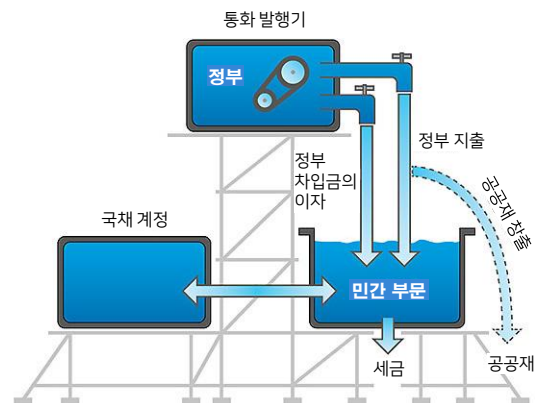 통화 발행기
정부
정부 지출
정부
차입금의
이자
공공재 창출
국채 계정
민간 부문
세금
공공재